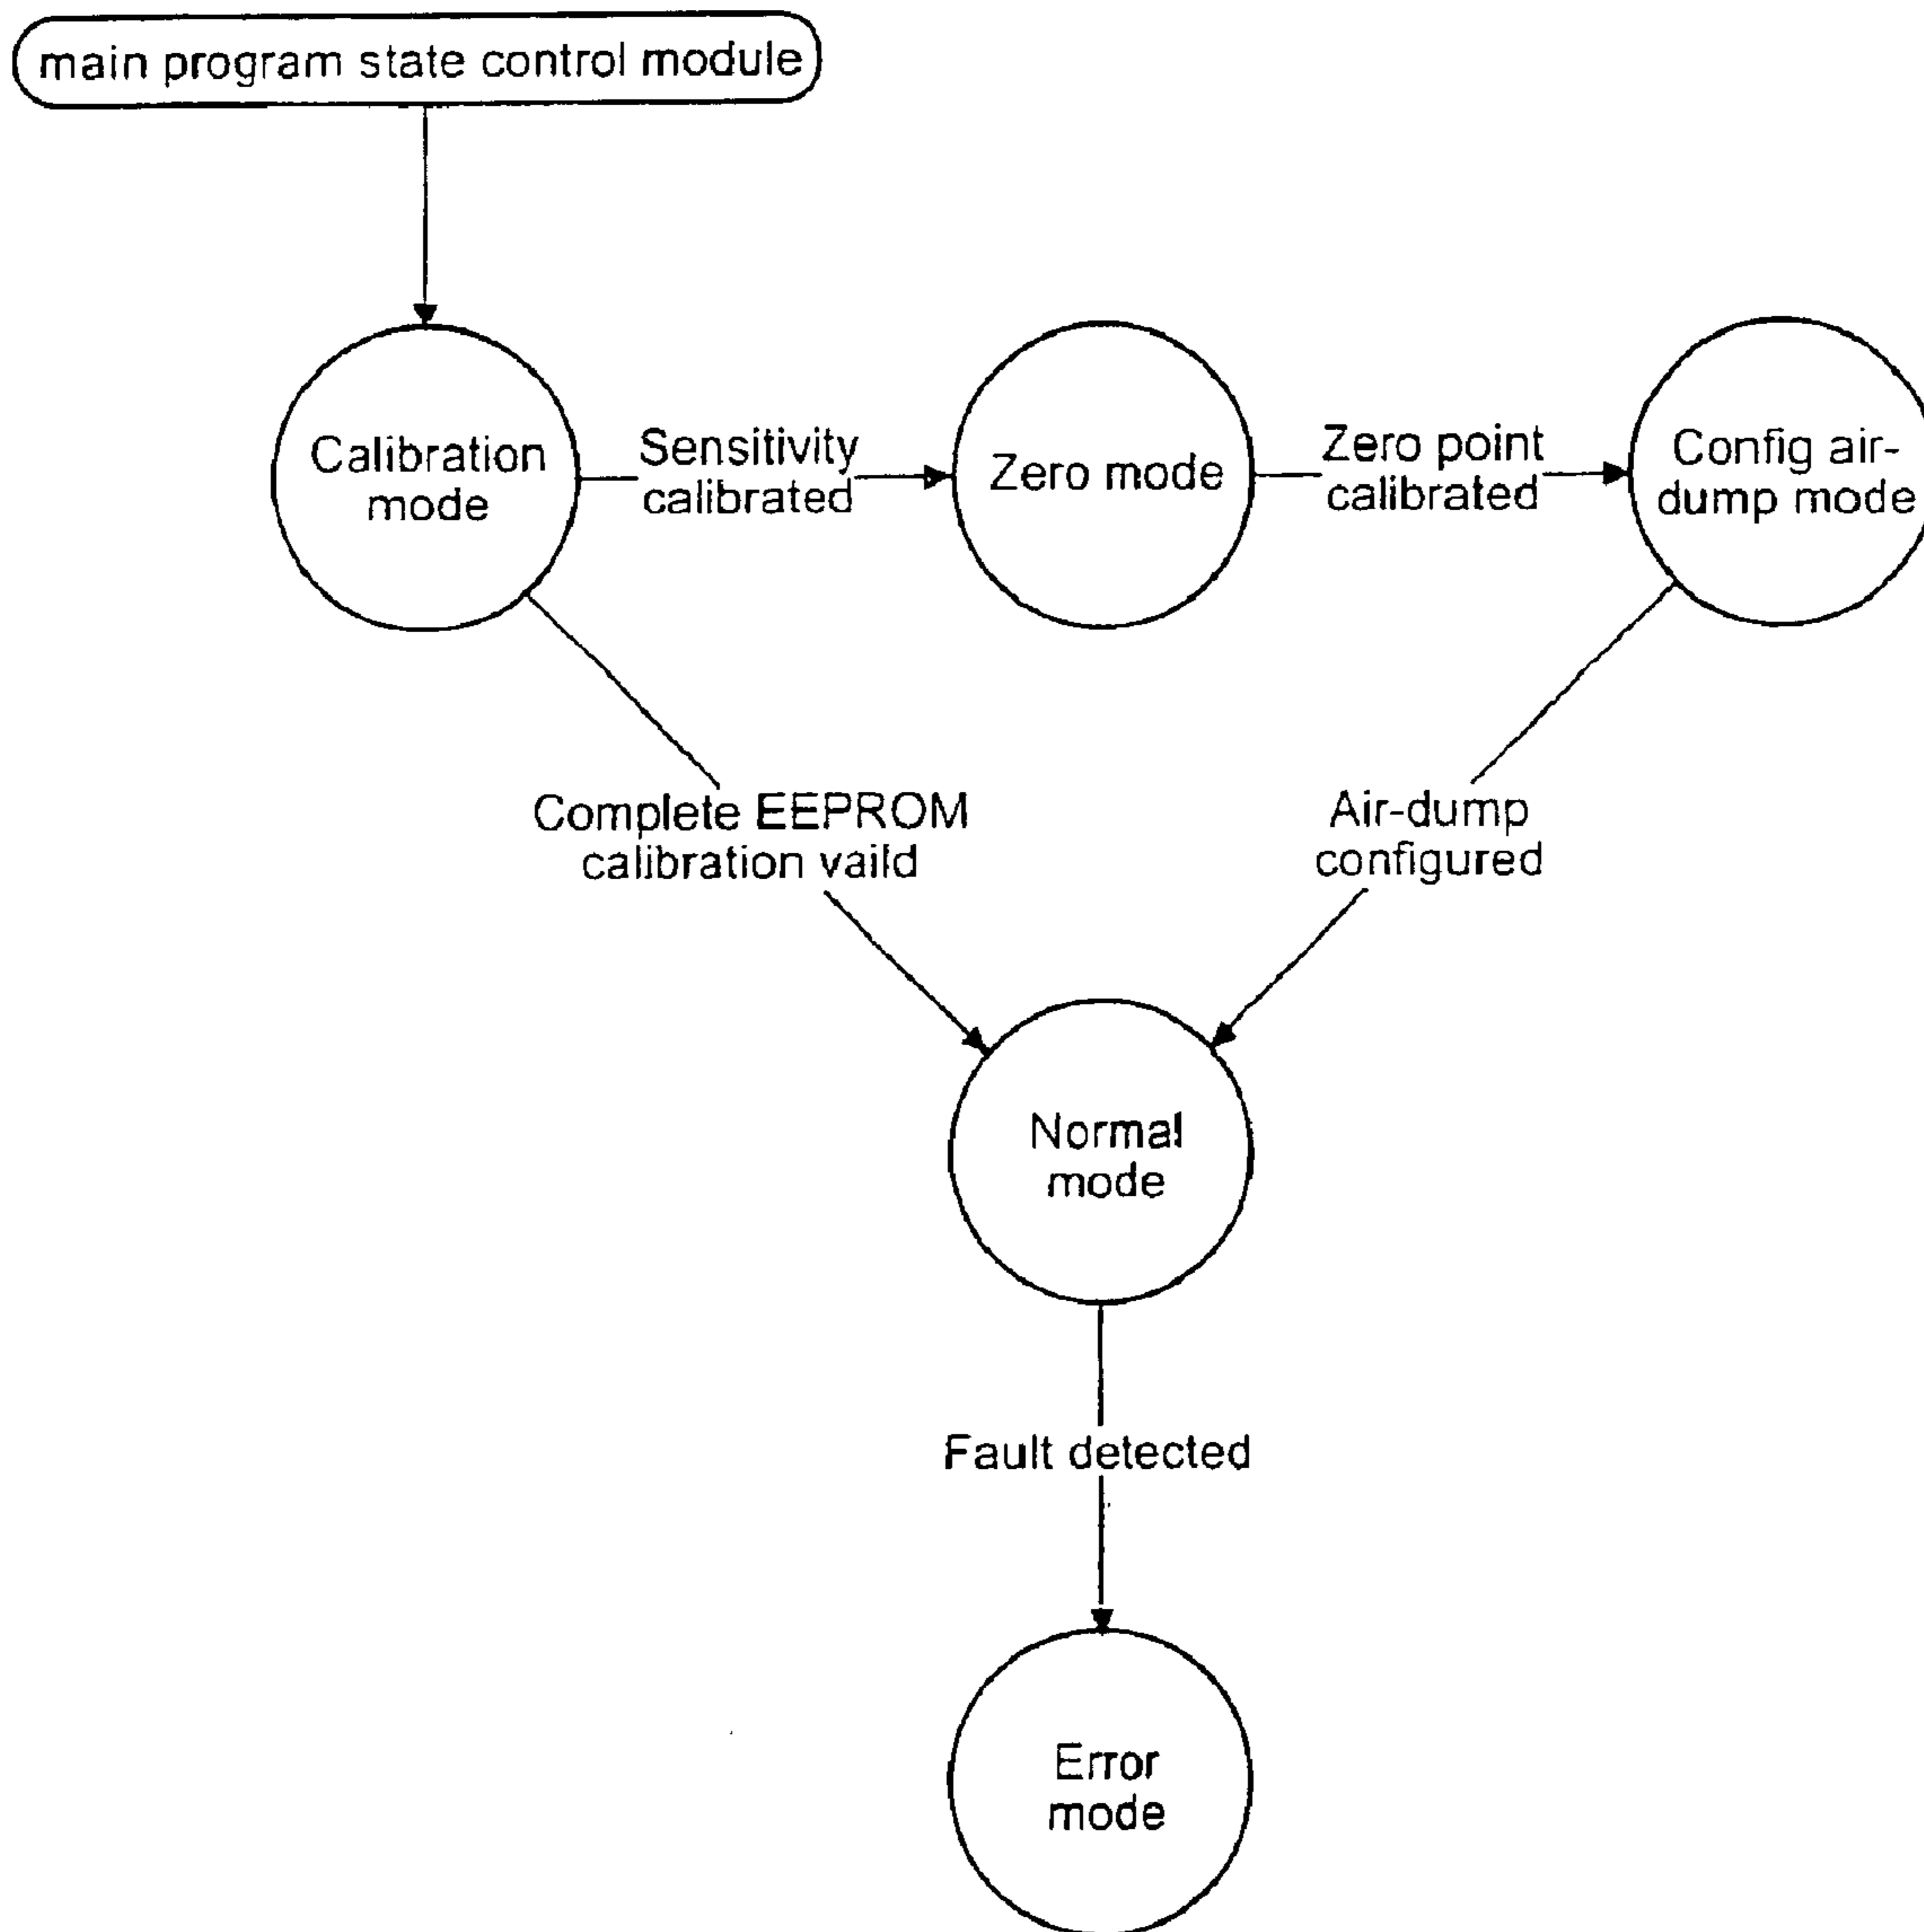 main program state control module
Calibration
mode
Sensitivity
calibrated
Zero mode
Zero point
calibrated
Config air-
dump mode
Complete EEPROM
calibration vaild
Air-dump
configured
Normal
mode
Fault detected
Error
mode